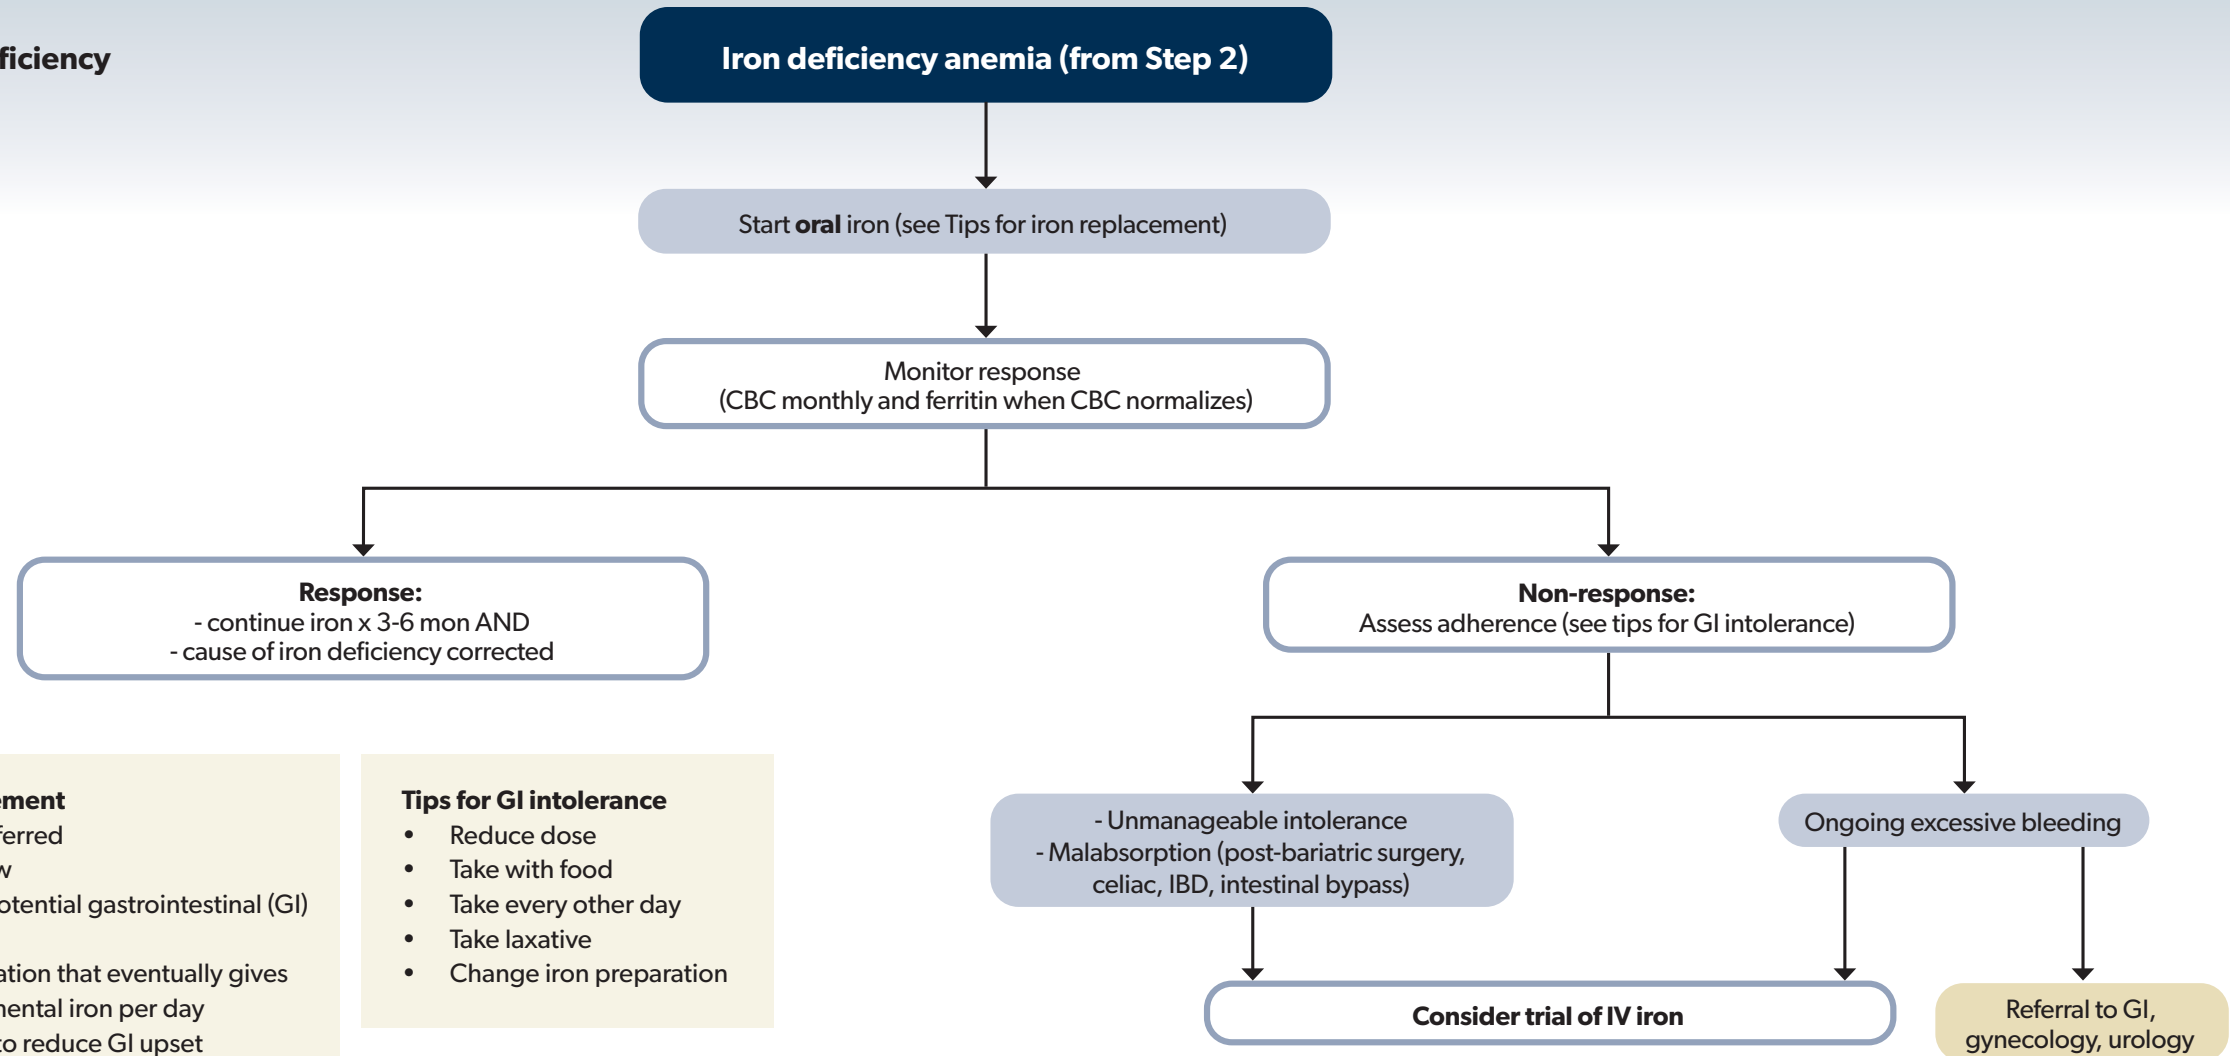 ficiency
Iron deficiency anemia (from Step 2)
Start oral iron (see Tips for iron replacement)
Monitor response
(CBC monthly and ferritin when CBC normalizes)
Response:
- continue iron x 3-6 mon AND
- cause of iron deficiency corrected
Non-response:
Assess adherence (see tips for GI intolerance)
ement
ferred
w
otential gastrointestinal (GI)
ation that eventually gives
mental iron per day
to reduce GI upset
Tips for GI intolerance
• Reduce dose
• Take with food
• Take every other day
• Take laxative
• Change iron preparation
- Unmanageable intolerance
- Malabsorption (post-bariatric surgery,
celiac, IBD, intestinal bypass)
Ongoing excessive bleeding
Consider trial of IV iron
Referral to GI,
gynecology, urology